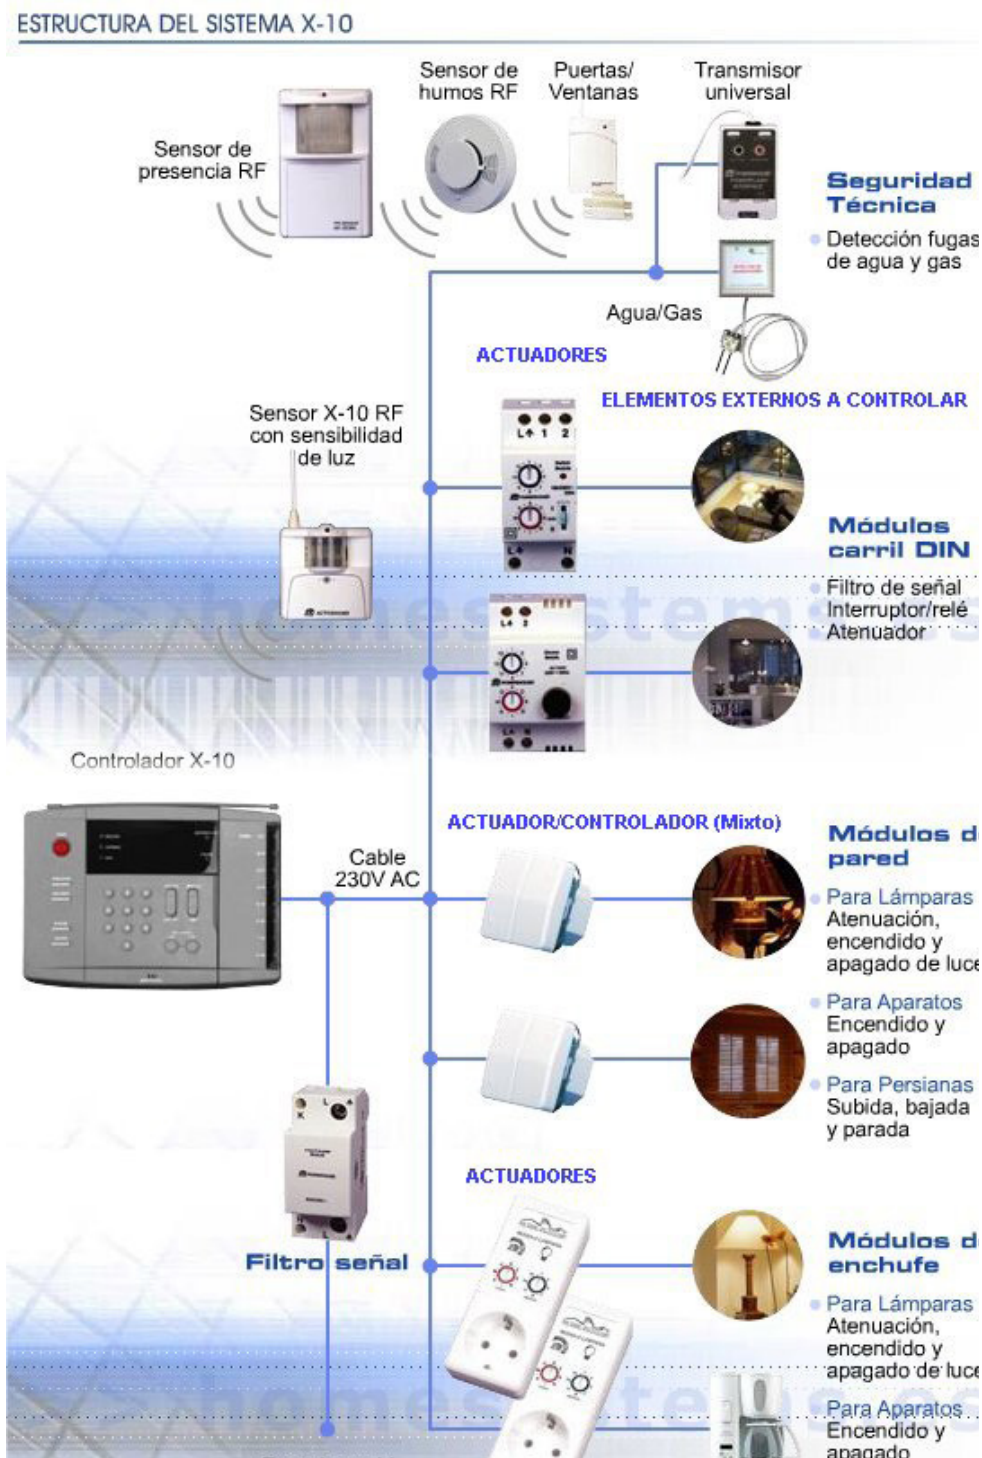 ESTRUCTURA DEL SISTEMA X-10
Sensor de
humos RF
Puertas/
Ventanas
Transmisor
universal
Sensor de
presencia RF
Seguridad
Técnica
Detección fugas
de agua y gas
Agua/Gas
ACTUADORES
ELEMENTOS EXTERNOS A CONTROLAR
Sensor X-10 RF
con sensibilidad
de luz
L 1 2
L N
Módulos
carril DIN
Filtro de señal
Interruptor/relé
Atenuador
homesystems
Controlador X-10
ACTUADOR/CONTROLADOR (Mixto)
Cable
230V AC
Módulos d
pared
Para Lámparas
Atenuación,
encendido y
apagado de luce
Para Aparatos
Encendido y
apagado
Para Persianas
Subida, bajada
y parada
K L
Filtro señal
ACTUADORES
Módulos d
enchufe
Para Lámparas
Atenuación,
encendido y
apagado de luce
Para Aparatos
Encendido y
apagado